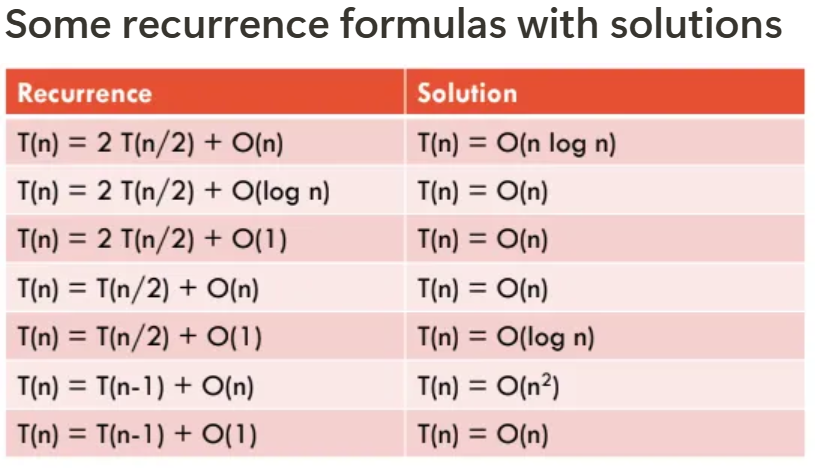 Some recurrence formulas with solutions
Recurrence Solution
T(n) = 2 T(n/2) + O(n) T(n) = O(n log n)
T(n) = 2 T(n/2) + O(log n) T(n) = O(n)
T(n) = 2 T(n/2) + O(1) T(n) = O(n)
T(n) = T(n/2) + O(n) T(n) = O(n)
T(n) = T(n/2) + O(1) T(n) = O(log n)
T(n) = T(n-1) + O(n) T(n) = O(n²)
T(n) = T(n-1) + O(1) T(n) = O(n)